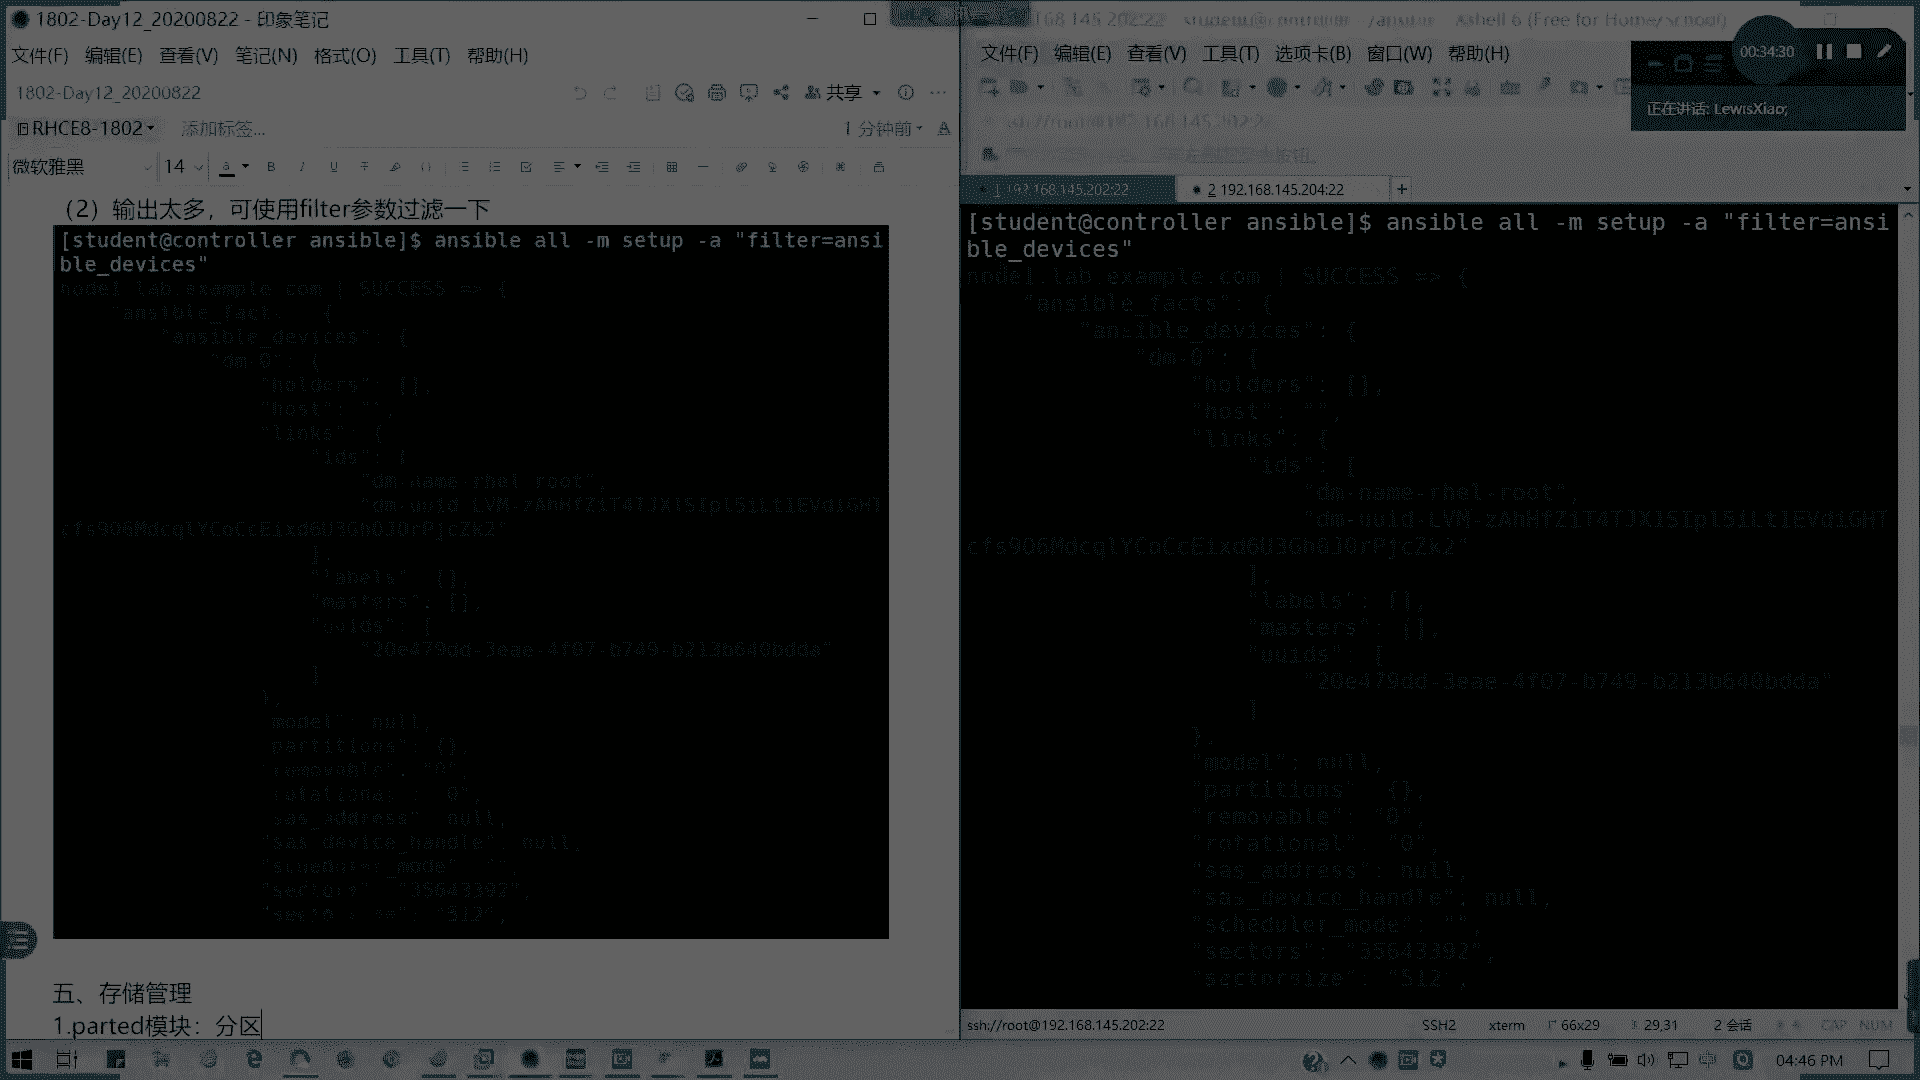 1802-Day12_20200822 - 印象笔记
文件(F) 编辑(E) 查看(V) 笔记(N) 格式(O) 工具(T) 帮助(H)
1802-Day12_20200822
共享
RHCE8-1802
添加标签...
1 分钟前
微软雅黑
14
（2）输出太多，可使用filter参数过滤一下
[student@controller ansible]$ ansible all -m setup -a "filter=ansi
ble_devices"
node1.lab.example.com | SUCCESS => {
"ansible_facts": {
"ansible_devices": {
"dm-0": {
"holders": [],
"host": "",
"links": {
"ids": [
"dm-name-rhel-root",
],
"labels": [],
"masters": [],
"uuids": [
"20e479dd-3eae-4f07-b749-b213b640bdda"
]
},
"model": null,
"partitions": {},
"removable": "0",
"rotational": "0",
"sas_address": null,
"sas_device_handle": null,
"scheduler_mode": "",
"sectors": "35643392",
"sectorsize": "512",
五、存储管理
1.parted模块：分区
168.145.202:22 student@controller:
6 (Free for Home/School)
文件(F) 编辑(E) 查看(V) 工具(T) 选项卡(B) 窗口(W) 帮助(H)
00:34:30
正在讲话: LewisXiao;
1 192.168.145.202:22
2 192.168.145.204:22
[student@controller ansible]$ ansible all -m setup -a "filter=ansi
ble_devices"
node1.lab.example.com | SUCCESS => {
"ansible_facts": {
"ansible_devices": {
"dm-0": {
"holders": [],
"host": "",
"links": {
"ids": [
"dm-name-rhel-root",
],
"labels": [],
"masters": [],
"uuids": [
"20e479dd-3eae-4f07-b749-b213b640bdda"
]
},
"model": null,
"partitions": {},
"removable": "0",
"rotational": "0",
"sas_address": null,
"sas_device_handle": null,
"scheduler_mode": "",
"sectors": "35643392",
"sectorsize": "512",
ssh://root@192.168.145.202:22
SSH2
xterm
66x29
29,31
2 会话
CAP NUM
04:46 PM